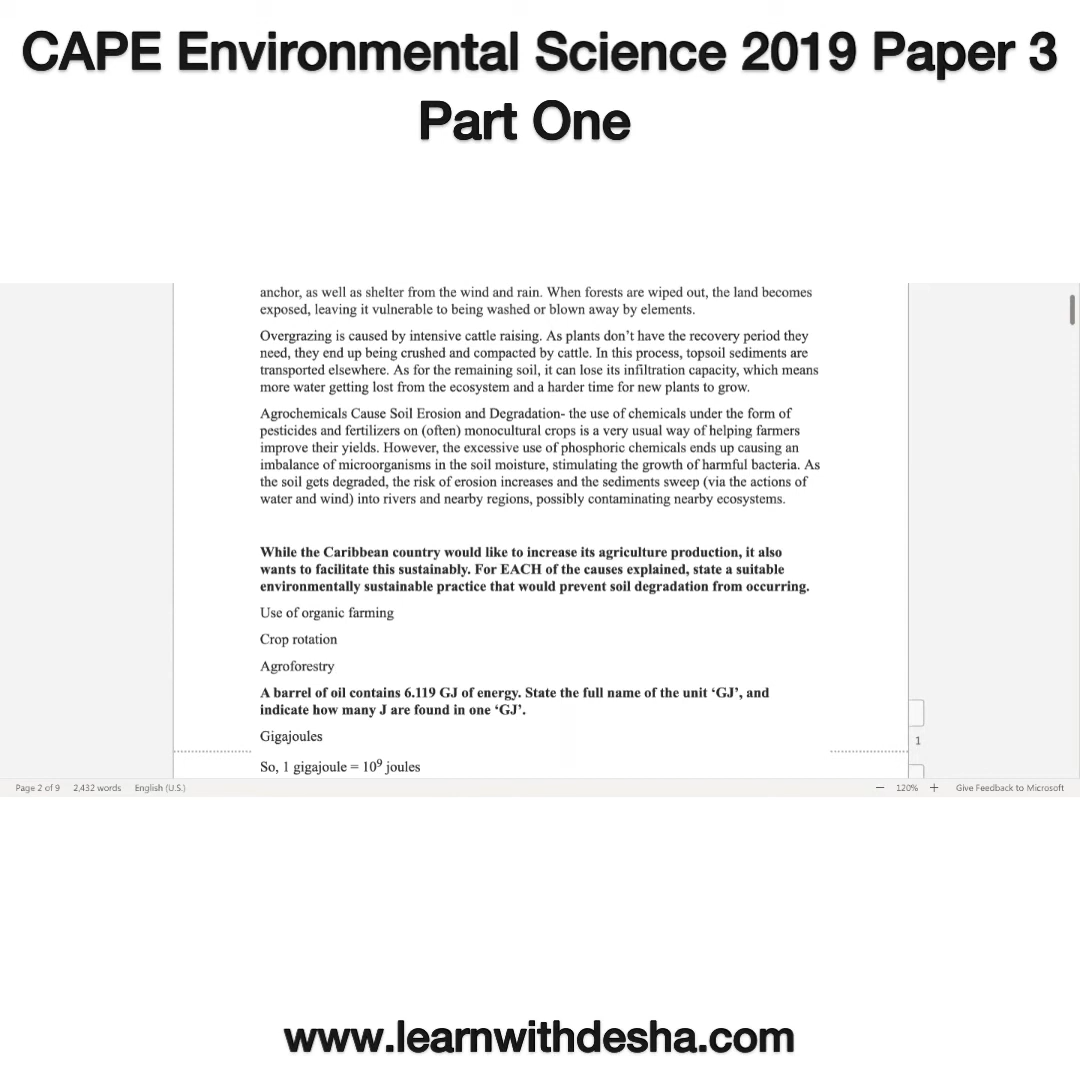 CAPE Environmental Science 2019 Paper 3
Part One
anchor, as well as shelter from the wind and rain. When forests are wiped out, the land becomes
exposed, leaving it vulnerable to being washed or blown away by elements.
Overgrazing is caused by intensive cattle raising. As plants don’t have the recovery period they
need, they end up being crushed and compacted by cattle. In this process, topsoil sediments are
transported elsewhere. As for the remaining soil, it can lose its infiltration capacity, which means
more water getting lost from the ecosystem and a harder time for new plants to grow.
Agrochemicals Cause Soil Erosion and Degradation- the use of chemicals under the form of
pesticides and fertilizers on (often) monocultural crops is a very usual way of helping farmers
improve their yields. However, the excessive use of phosphoric chemicals ends up causing an
imbalance of microorganisms in the soil moisture, stimulating the growth of harmful bacteria. As
the soil gets degraded, the risk of erosion increases and the sediments sweep (via the actions of
water and wind) into rivers and nearby regions, possibly contaminating nearby ecosystems.
While the Caribbean country would like to increase its agriculture production, it also
wants to facilitate this sustainably. For EACH of the causes explained, state a suitable
environmentally sustainable practice that would prevent soil degradation from occurring.
Use of organic farming
Crop rotation
Agroforestry
A barrel of oil contains 6.119 GJ of energy. State the full name of the unit ‘GJ’, and
indicate how many J are found in one ‘GJ’.
Gigajoules
1
So, 1 gigajoule = 10⁹ joules
Page 2 of 9 2,432 words English (U.S.) — 120% + Give Feedback to Microsoft
www.learnwithdesha.com